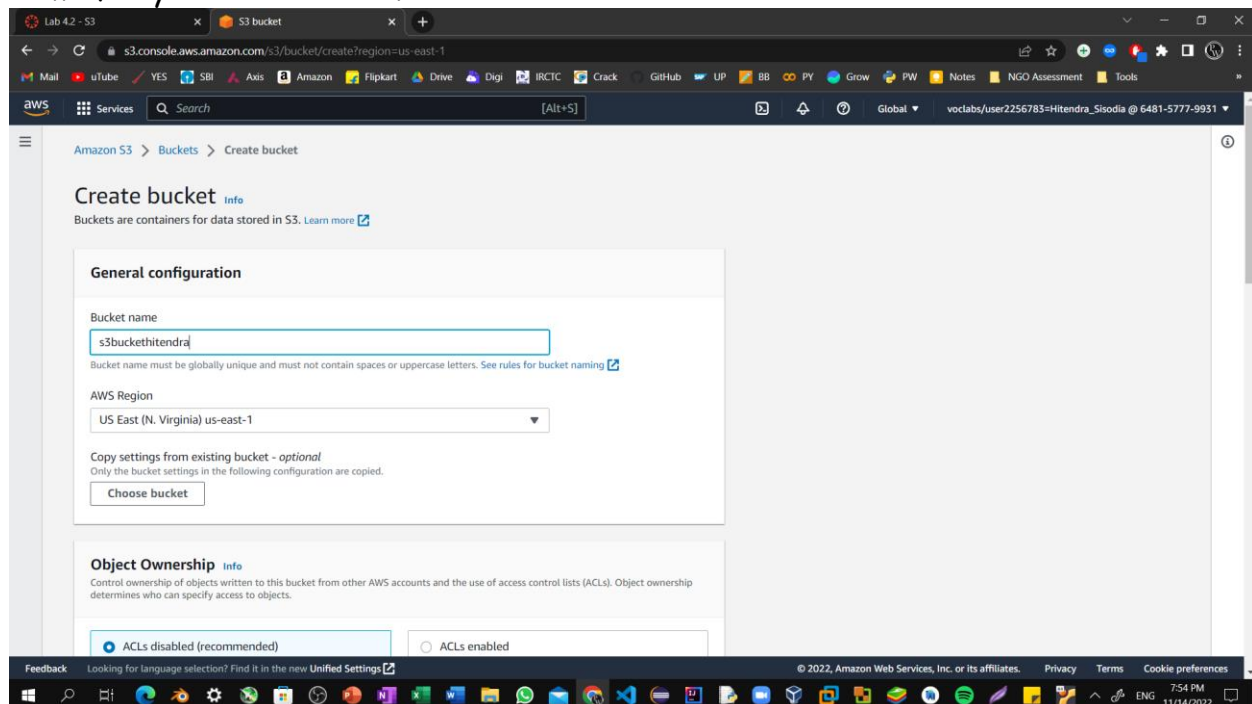 Lab 4.2 - S3
S3 bucket
s3.console.aws.amazon.com/s3/bucket/create?region=us-east-1
Mail uTube YES SBI Axis Amazon Flipkart Drive Digi IRCTC Crack GitHub UP BB PY Grow PW Notes NGO Assessment Tools »
aws Services Search [Alt+S] Global voclabs/user2256783=Hitendra_Sisodia @ 6481-5777-9931
Amazon S3 > Buckets > Create bucket
Create bucket Info
Buckets are containers for data stored in S3. Learn more
General configuration
Bucket name
s3buckethitendra
Bucket name must be globally unique and must not contain spaces or uppercase letters. See rules for bucket naming
AWS Region
US East (N. Virginia) us-east-1
Copy settings from existing bucket - optional
Only the bucket settings in the following configuration are copied.
Choose bucket
Object Ownership Info
Control ownership of objects written to this bucket from other AWS accounts and the use of access control lists (ACLs). Object ownership
determines who can specify access to objects.
ACLs disabled (recommended)
ACLs enabled
Feedback Looking for language selection? Find it in the new Unified Settings © 2022, Amazon Web Services, Inc. or its affiliates. Privacy Terms Cookie preferences
ENG 7:54 PM
11/14/2022